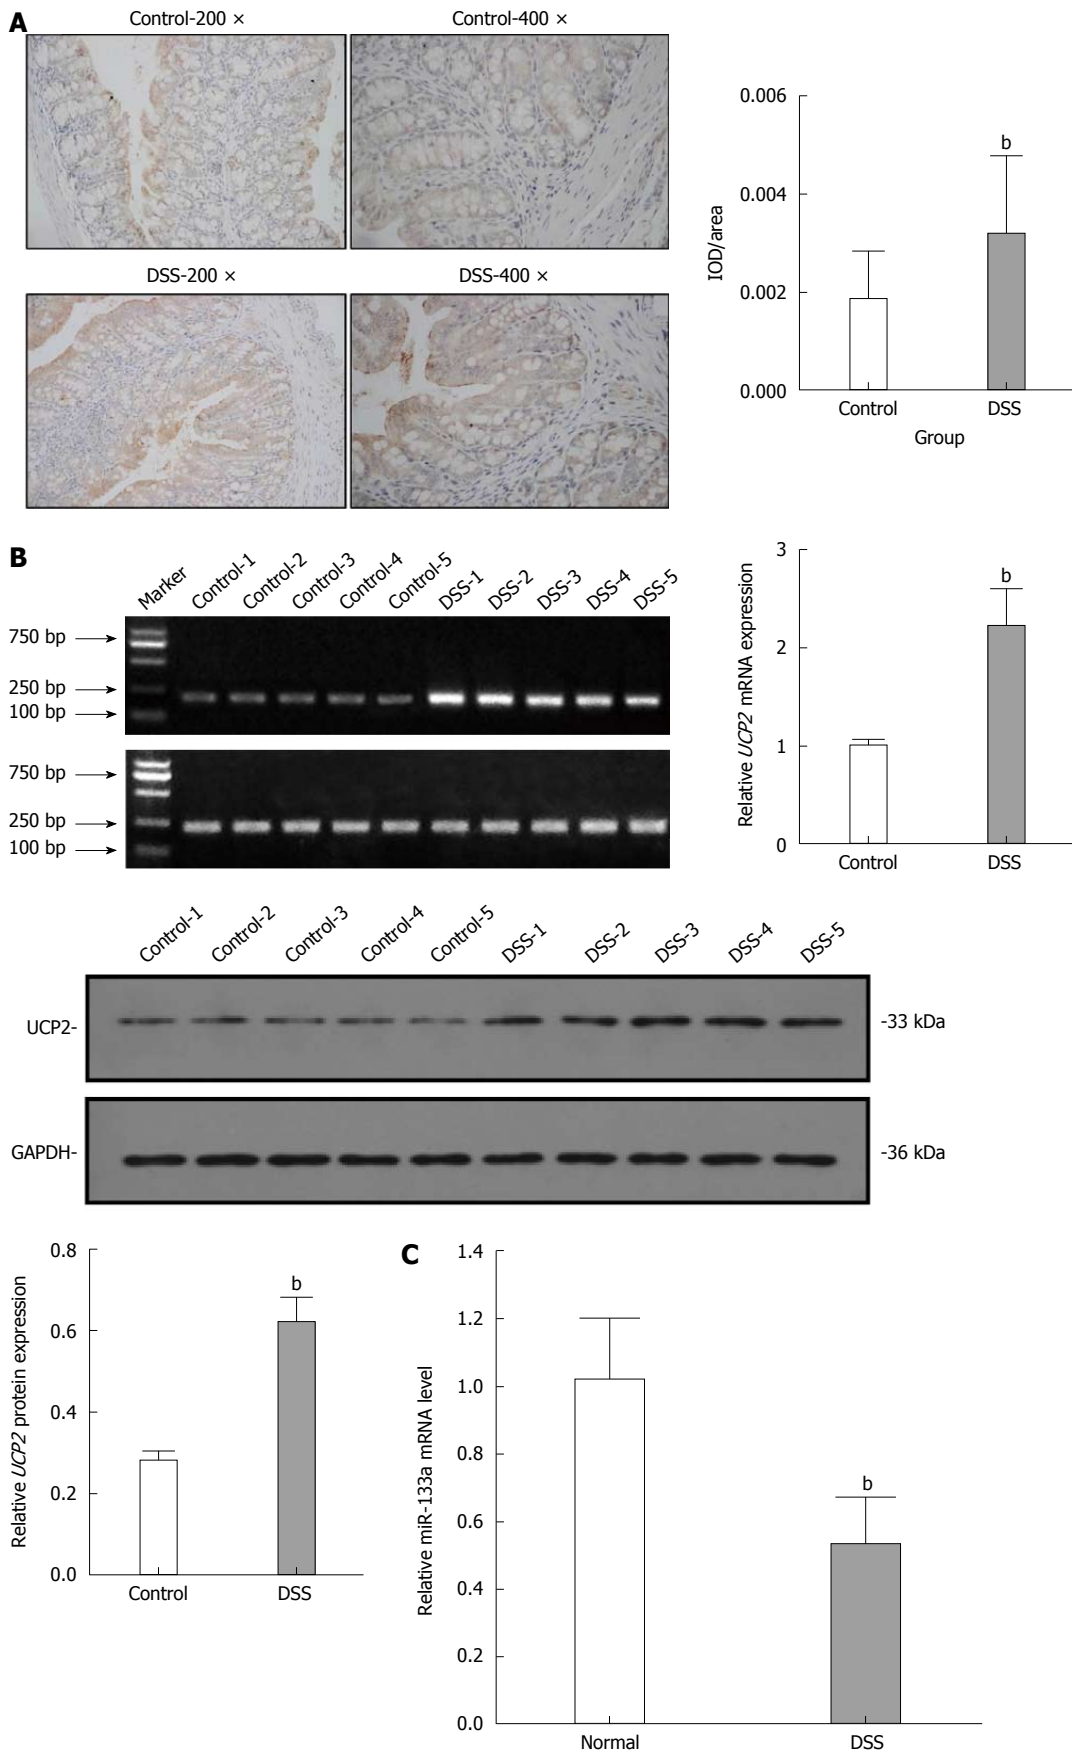 A
Control-200 ×
Control-400 ×
DSS-200 ×
DSS-400 ×
0.006
0.004
0.002
0.000
IOD/area
b
Control
DSS
Group
B
Marker
Control-1
Control-2
Control-3
Control-4
Control-5
DSS-1
DSS-2
DSS-3
DSS-4
DSS-5
750 bp
250 bp
100 bp
750 bp
250 bp
100 bp
3
2
1
0
Relative UCP2 mRNA expression
b
Control
DSS
Control-1
Control-2
Control-3
Control-4
Control-5
DSS-1
DSS-2
DSS-3
DSS-4
DSS-5
UCP2-
-33 kDa
GAPDH-
-36 kDa
0.8
0.6
0.4
0.2
0.0
Relative UCP2 protein expression
b
Control
DSS
C
1.4
1.2
1.0
0.8
0.6
0.4
0.2
0.0
Relative miR-133a mRNA level
b
Normal
DSS